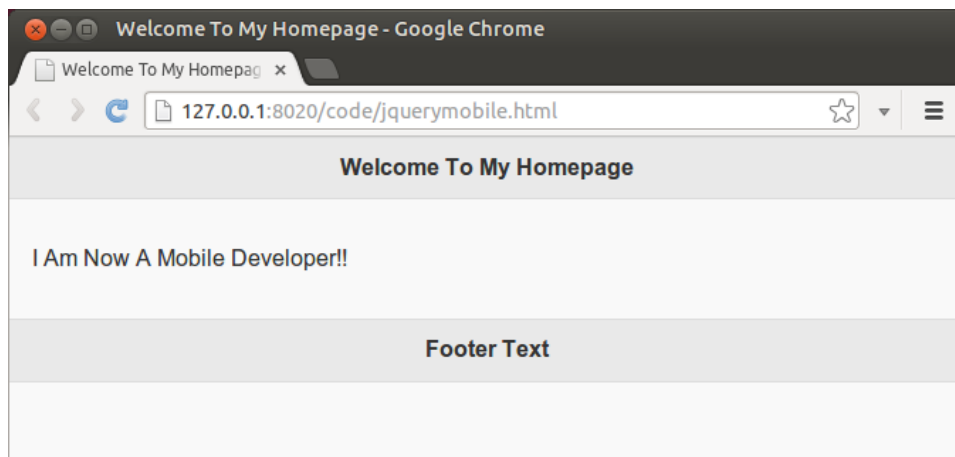 Welcome To My Homepage - Google Chrome
Welcome To My Homepag
127.0.0.1:8020/code/jquerymobile.html
Welcome To My Homepage
I Am Now A Mobile Developer!!
Footer Text